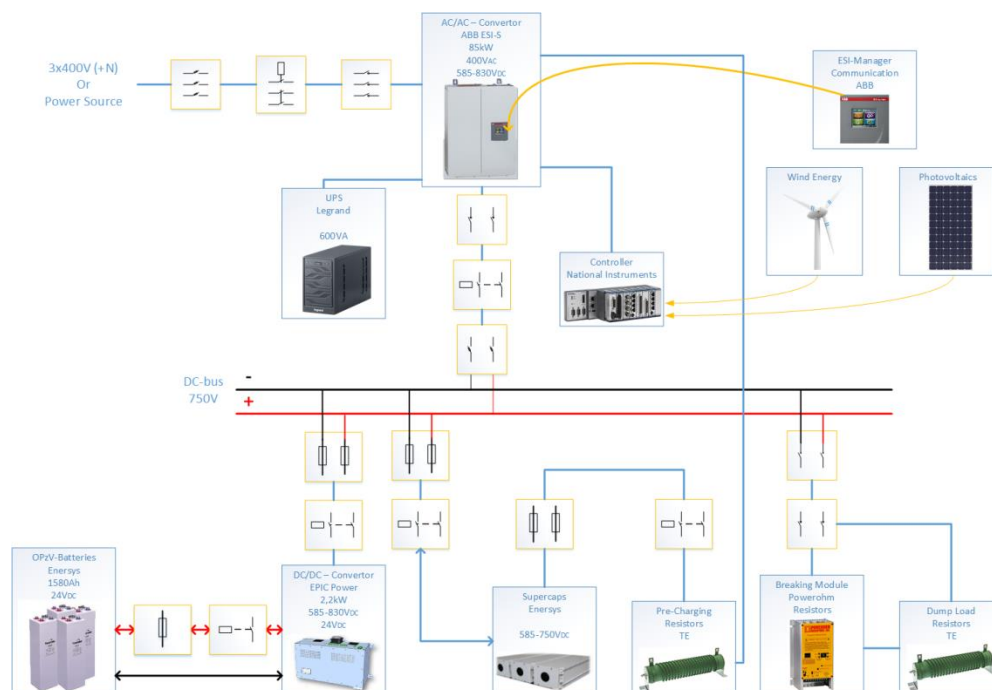 AC/AC – Convertor
ABB ESI-S
85kW
400VAC
585-830VDC
3x400V (+N)
Or
Power Source
ESI-Manager
Communication
ABB
UPS
Legrand
600VA
Controller
National Instruments
Wind Energy
Photovoltaics
DC-bus
750V
-
+
OPzV-Batterles
Enersys
1580Ah
24VDC
DC/DC – Convertor
EPIC Power
2,2kW
585-830VDC
24VDC
Supercaps
Enersys
585-750VDC
Pre-Charging
Resistors
TE
Breaking Module
Powerohm
Resistors
Dump Load
Resistors
TE